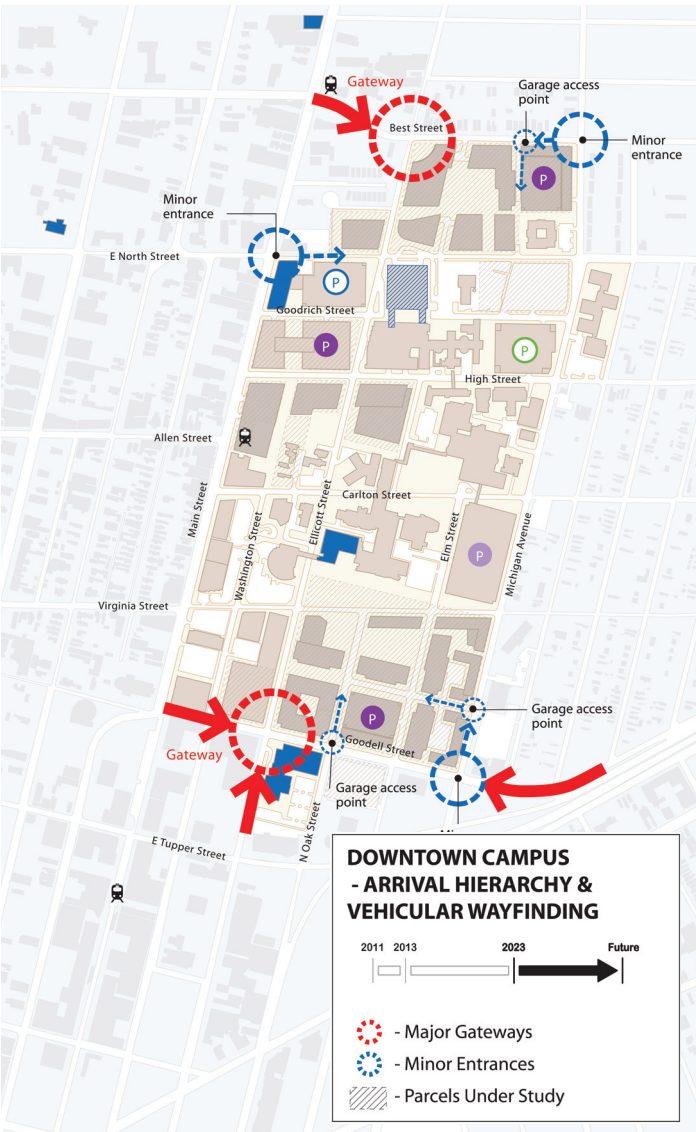 Gateway
Best Street
Garage access
point
Minor
entrance
P
Minor
entrance
E North Street
P
Goodrich Street
P
P
High Street
Allen Street
Carlton Street
Main Street
Washington Street
Ellicott Street
Elm Street
Michigan Avenue
P
Virginia Street
Gateway
P
Goodell Street
Garage access
point
Garage access
point
N Oak Street
E Tupper Street
DOWNTOWN CAMPUS
- ARRIVAL HIERARCHY &
VEHICULAR WAYFINDING
2011 2013 2023 Future
- Major Gateways
- Minor Entrances
- Parcels Under Study